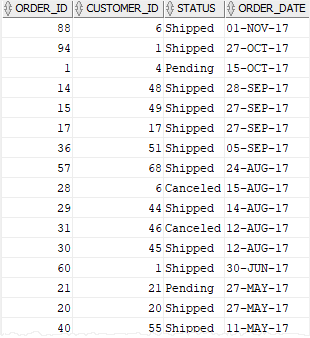 ORDER_ID CUSTOMER_ID STATUS ORDER_DATE
88 6 Shipped 01-NOV-17
94 1 Shipped 27-OCT-17
1 4 Pending 15-OCT-17
14 48 Shipped 28-SEP-17
15 49 Shipped 27-SEP-17
17 17 Shipped 27-SEP-17
36 51 Shipped 05-SEP-17
57 68 Shipped 24-AUG-17
28 6 Canceled 15-AUG-17
29 44 Shipped 14-AUG-17
31 46 Canceled 12-AUG-17
30 45 Shipped 12-AUG-17
60 1 Shipped 30-JUN-17
21 21 Pending 27-MAY-17
20 20 Shipped 27-MAY-17
40 55 Shipped 11-MAY-17